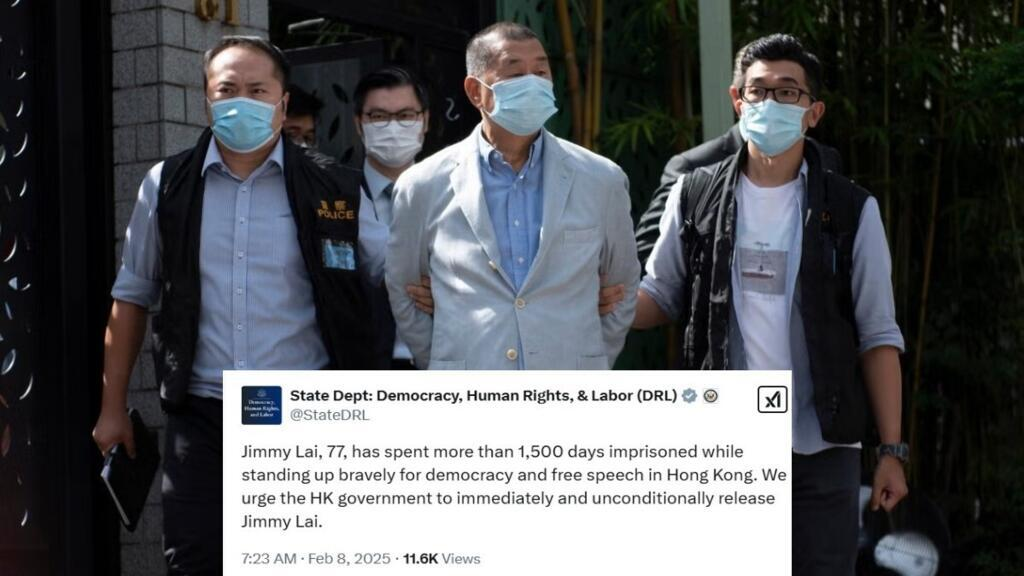 61
POLICE
Democracy,
Human Rights,
and Labor
State Dept: Democracy, Human Rights, & Labor (DRL)
@StateDRL
Jimmy Lai, 77, has spent more than 1,500 days imprisoned while
standing up bravely for democracy and free speech in Hong Kong. We
urge the HK government to immediately and unconditionally release
Jimmy Lai.
7:23 AM · Feb 8, 2025 · 11.6K Views